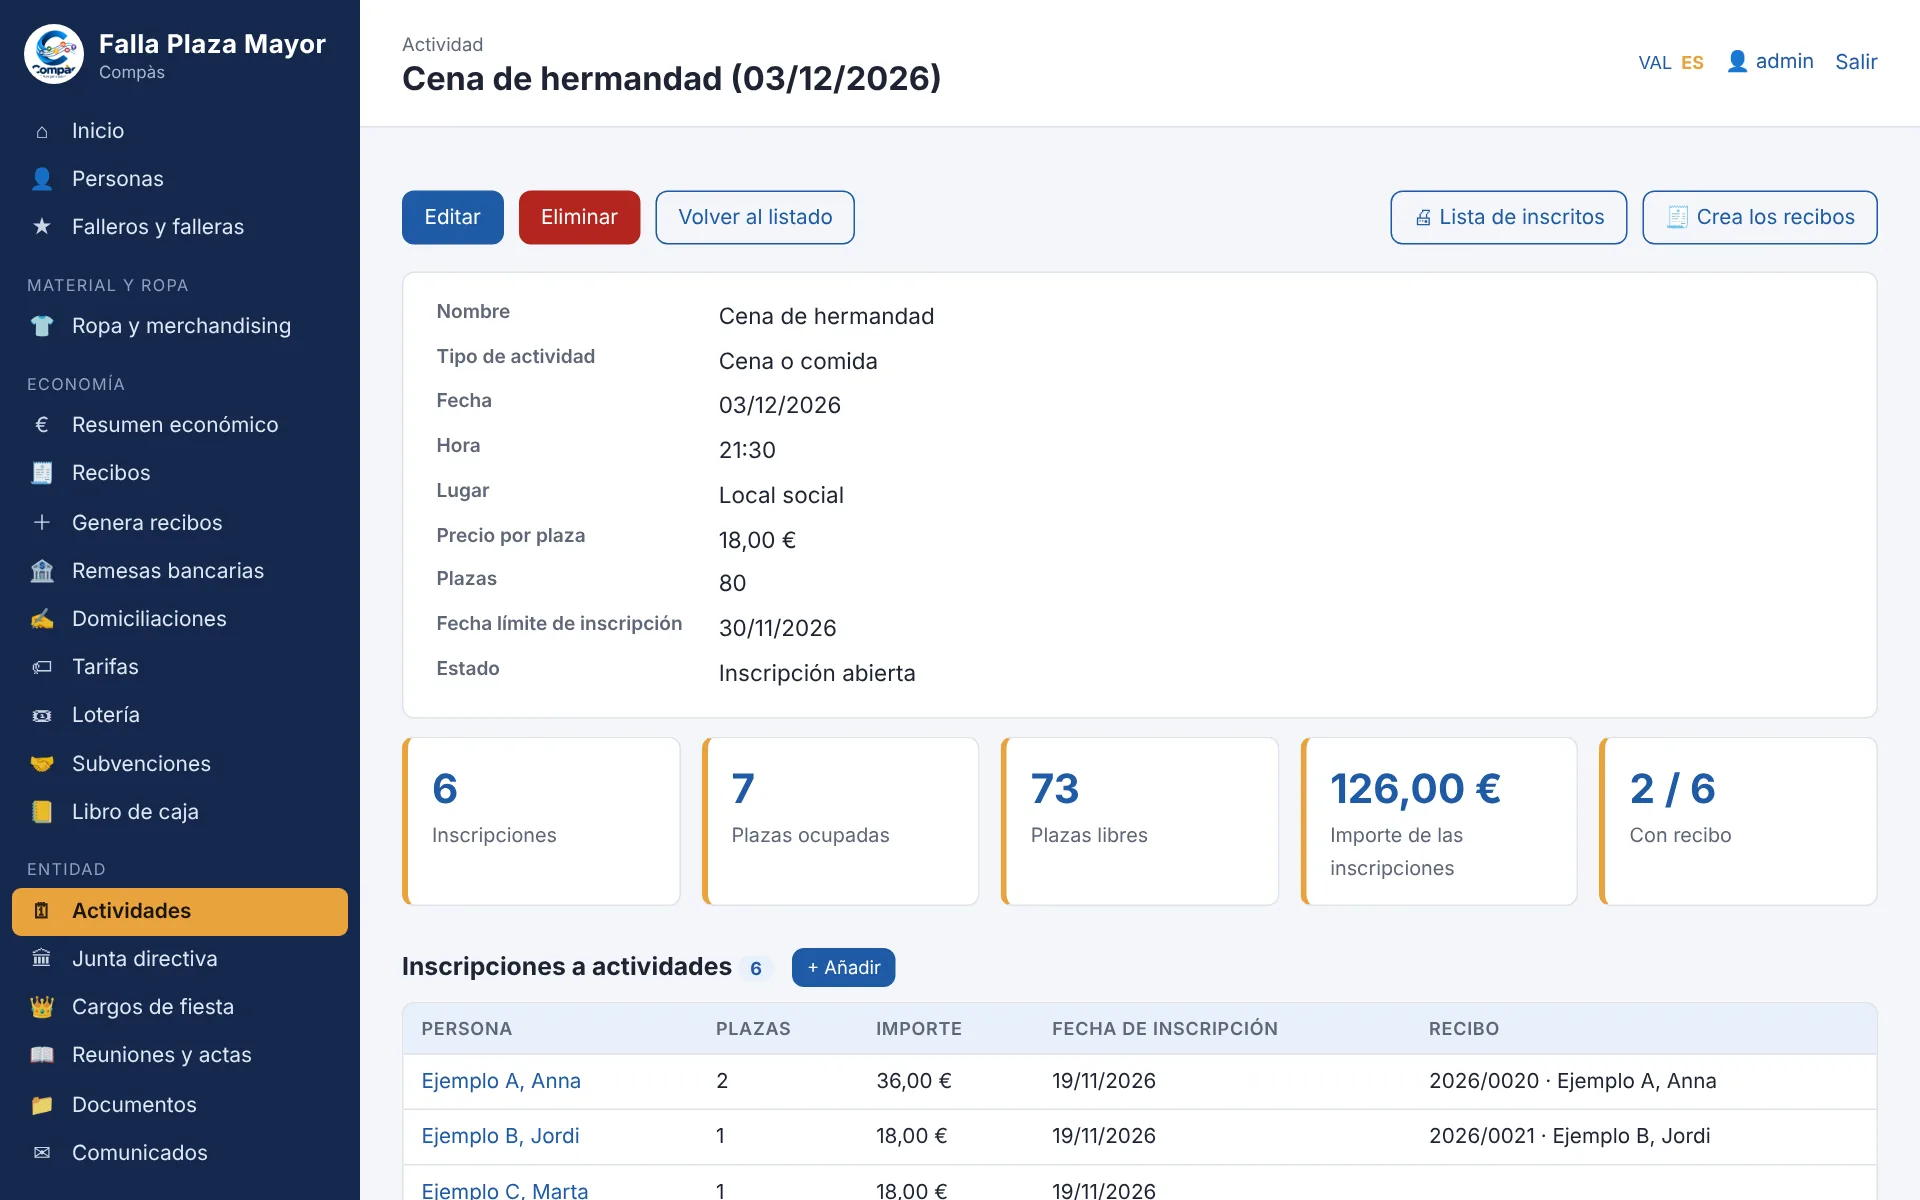 Compàs
Falla Plaza Mayor
Compàs
Inicio
Personas
Falleros y falleras
MATERIAL Y ROPA
Ropa y merchandising
ECONOMÍA
€ Resumen económico
Recibos
Genera recibos
Remesas bancarias
Domiciliaciones
Tarifas
Lotería
Subvenciones
Libro de caja
ENTIDAD
Actividades
Junta directiva
Cargos de fiesta
Reuniones y actas
Documentos
Comunicados
Actividad
Cena de hermandad (03/12/2026)
VAL ES admin Salir
Editar Eliminar Volver al listado Lista de inscritos Crea los recibos
Nombre Cena de hermandad
Tipo de actividad Cena o comida
Fecha 03/12/2026
Hora 21:30
Lugar Local social
Precio por plaza 18,00 €
Plazas 80
Fecha límite de inscripción 30/11/2026
Estado Inscripción abierta
6
Inscripciones
7
Plazas ocupadas
73
Plazas libres
126,00 €
Importe de las
inscripciones
2 / 6
Con recibo
Inscripciones a actividades 6 + Añadir
PERSONA PLAZAS IMPORTE FECHA DE INSCRIPCIÓN RECIBO
Ejemplo A, Anna 2 36,00 € 19/11/2026 2026/0020 · Ejemplo A, Anna
Ejemplo B, Jordi 1 18,00 € 19/11/2026 2026/0021 · Ejemplo B, Jordi
Ejemplo C, Marta 1 18,00 € 19/11/2026